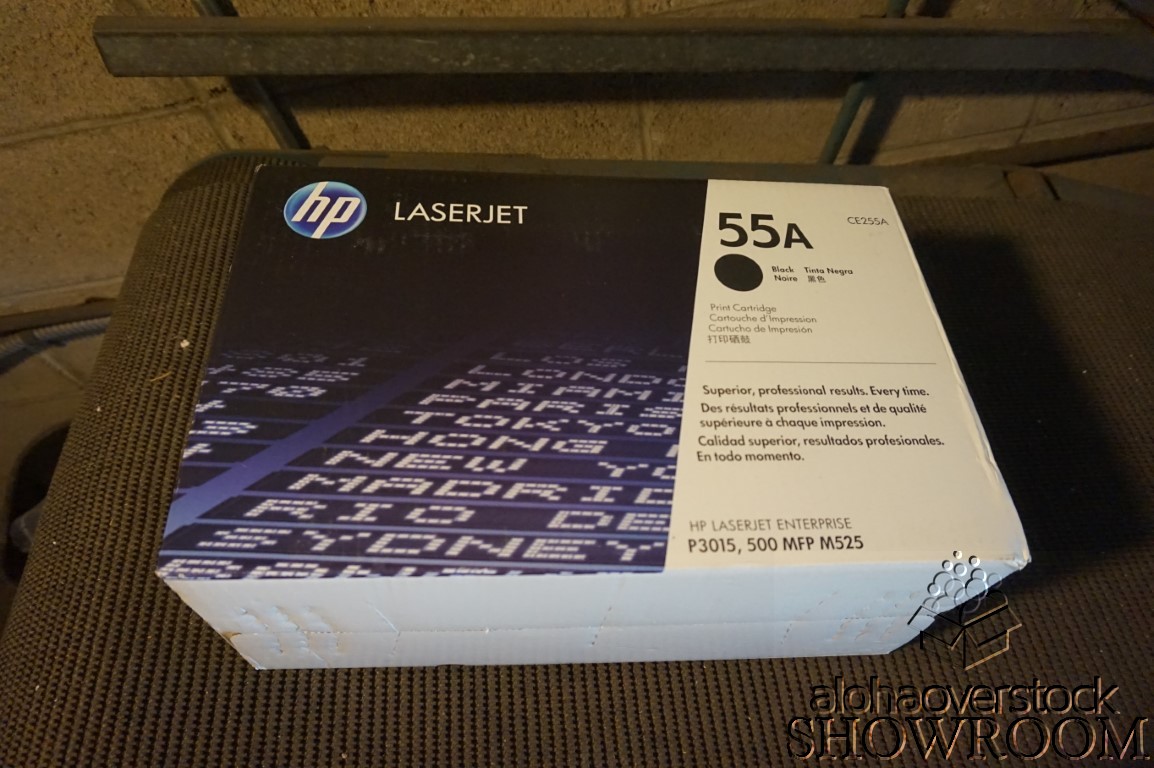 hp LASERJET
55A CE255A
Black Tinta Negra
Noire 黑色
Print Cartridge
Cartouche d'Impression
Cartucho de Impresión
打印硒鼓
Superior, professional results. Every time.
Des résultats professionnels et de qualité
supérieure à chaque impression.
Calidad superior, resultados profesionales.
En todo momento.
HP LASERJET ENTERPRISE
P3015, 500 MFP M525
LONDO
MIAMI
PARIS
TOKYO
HONG
NEW YO
MADRID
RIO DE
SYDNEY
alohaoverstock
SHOWROOM